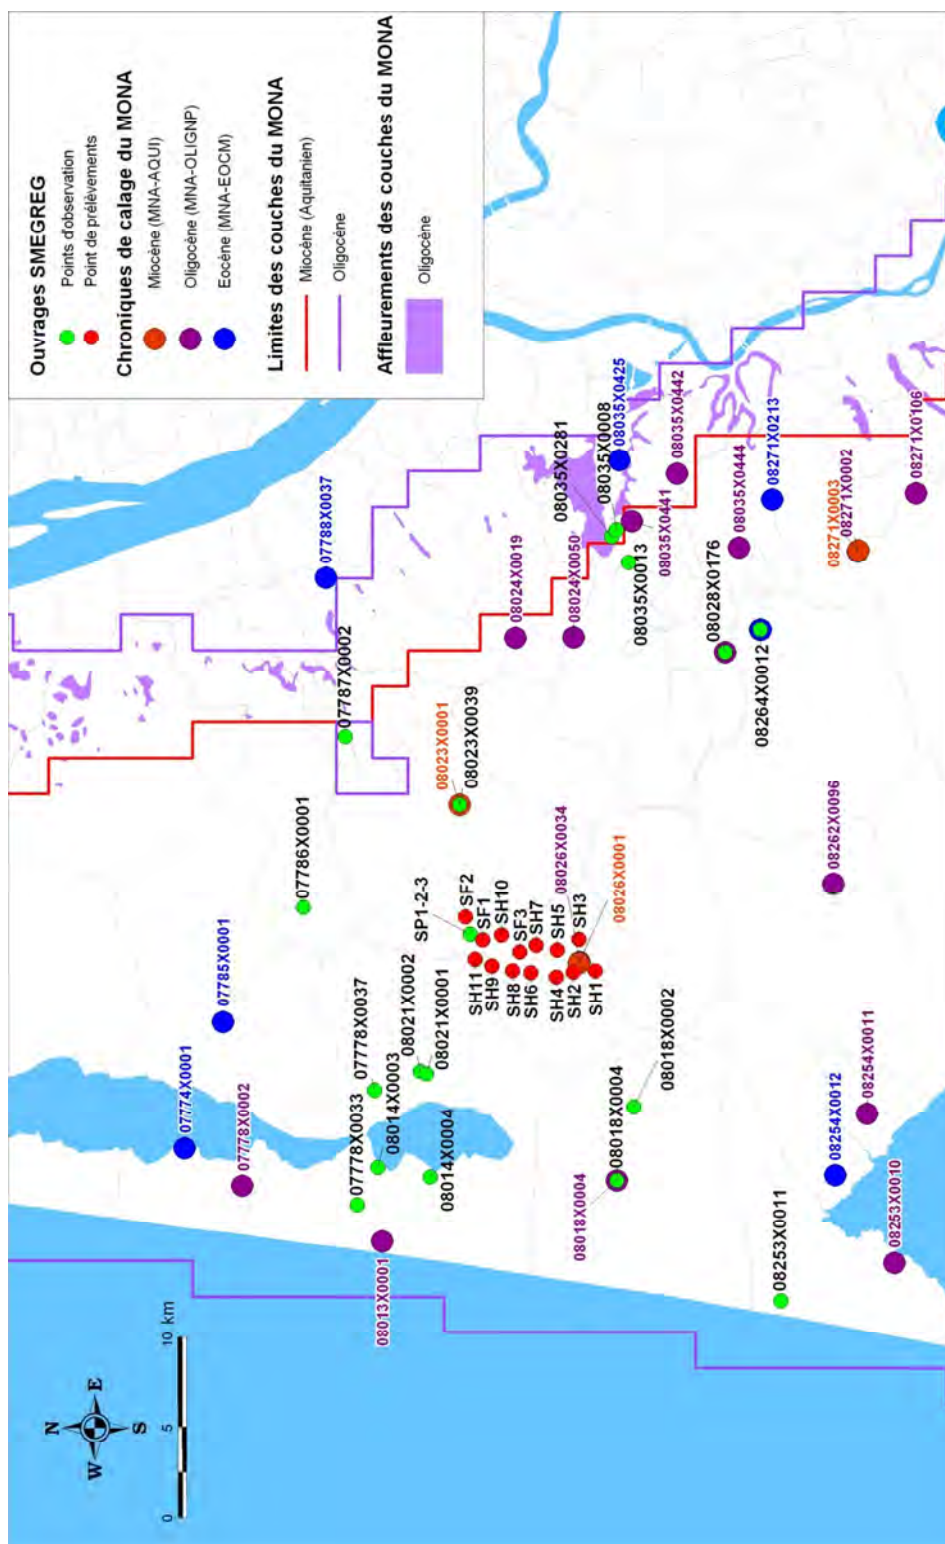 Ouvrages SMEGREG
Points d'observation
Point de prélèvements
Chroniques de calage du MONA
Miocène (MNA-AQUI)
Oligocène (MNA-OLIGNP)
Eocène (MNA-EOCM)
Limites des couches du MONA
Miocène (Aquitanien)
Oligocène
Affleurements des couches du MONA
Oligocène
N
W
E
S
0
5
10 km
07774X0001
07778X0002
07785X0001
07786X0001
07788X0037
07787X0002
07778X0033
07778X0037
08014X0003
08013X0001
08014X0004
08021X0002
08021X0001
08023X0001
08023X0039
08024X0019
08024X0050
SP1-2-3
SF2
SF1
SH10
SF3
SH7
SH5
SH3
SH11
SH9
SH8
SH6
SH4
SH2
SH1
08026X0034
08026X0001
08035X0281
08035X0008
08035X0425
08035X0013
08035X0441
08035X0442
08035X0444
08018X0004
08018X0004
08018X0002
08028X0176
08264X0012
08271X0213
08271X0003
08271X0002
08271X0106
08262X0096
08253X0011
08254X0012
08254X0011
08253X0010